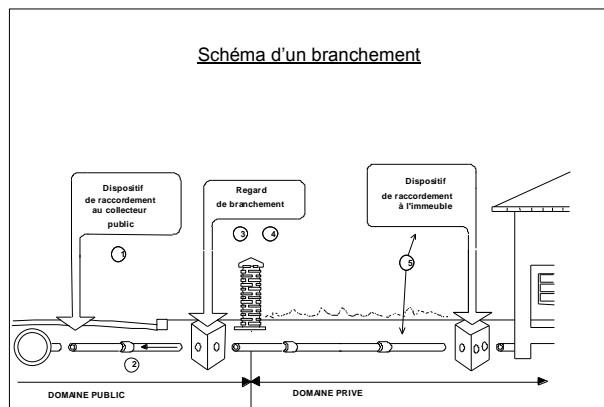 Schéma d'un branchement
Dispositif
de raccordement
au collecteur
public
Regard
de branchement
Dispositif
de raccordement
à l'immeuble
1
3
4
5
2
DOMAINE PUBLIC
DOMAINE PRIVE